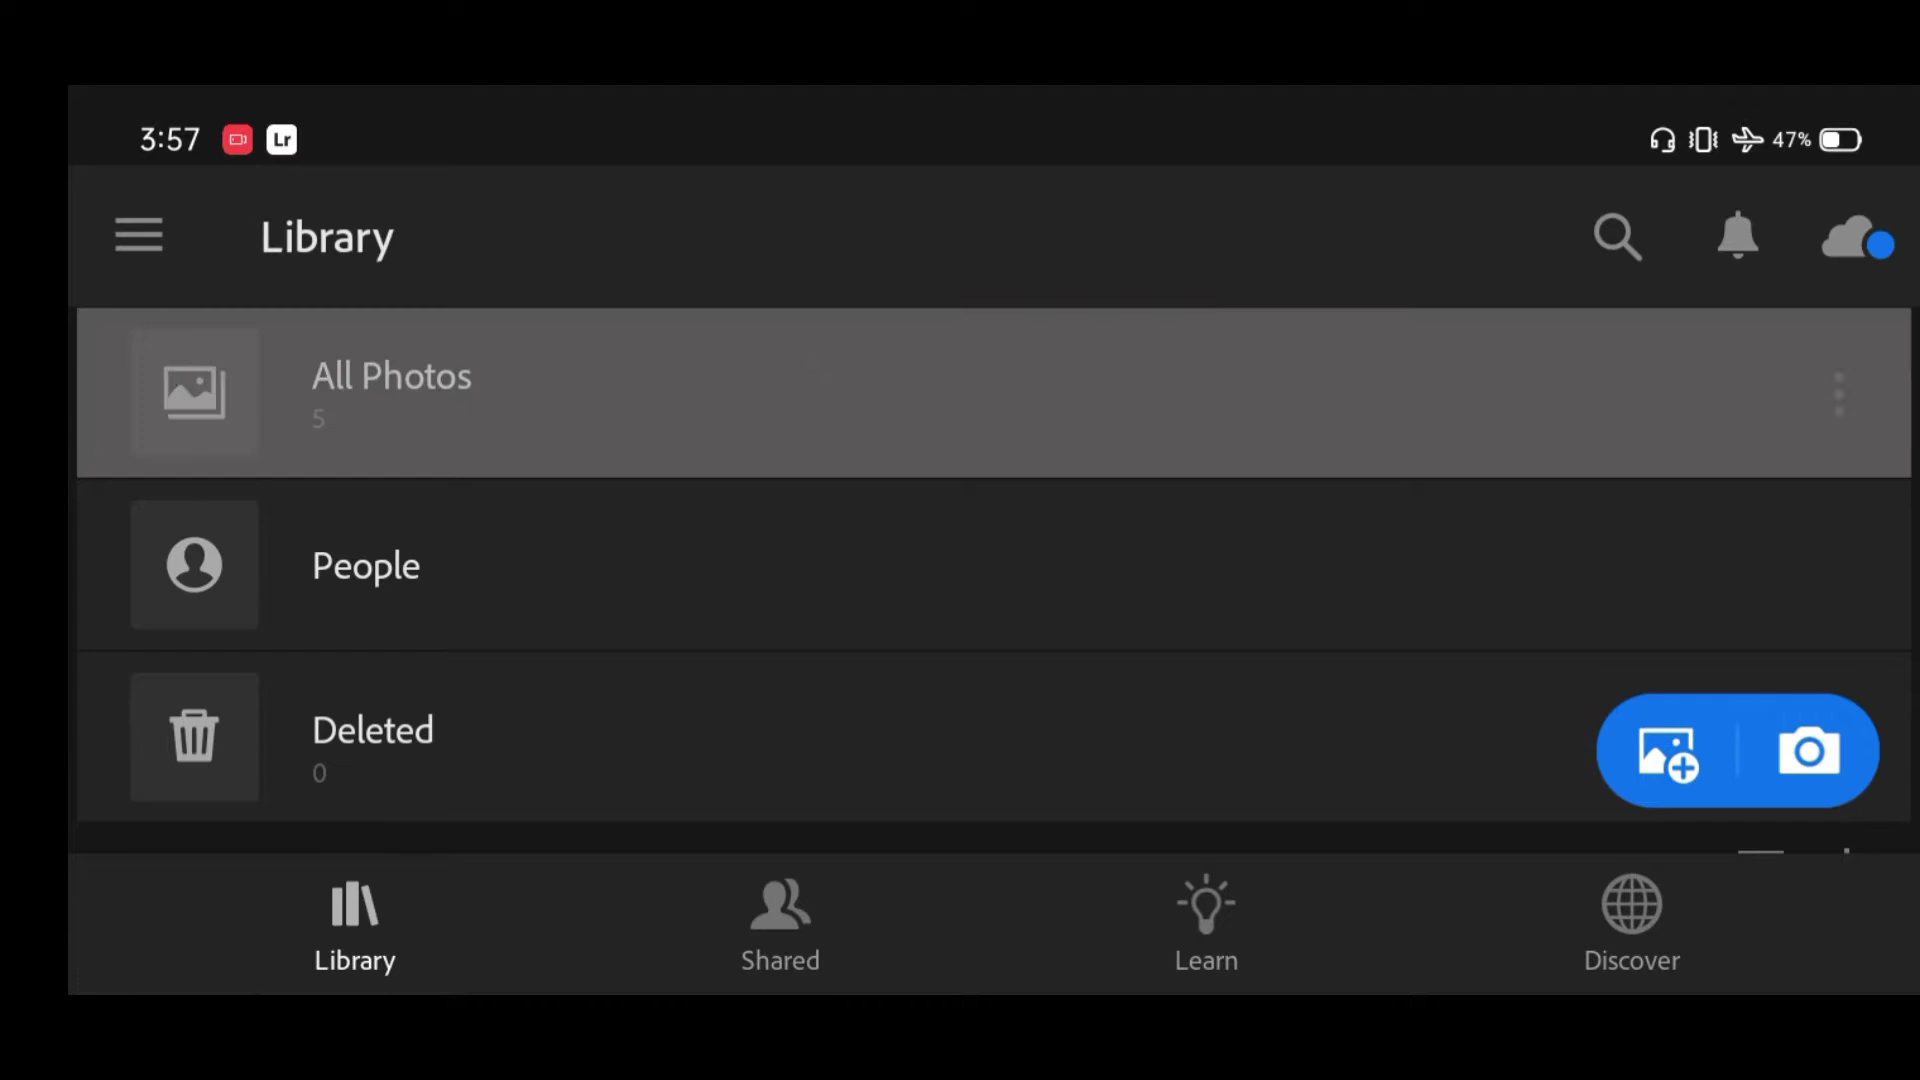 3:57 Lr 47%
Library
All Photos
5
People
Deleted
0
Library Shared Learn Discover